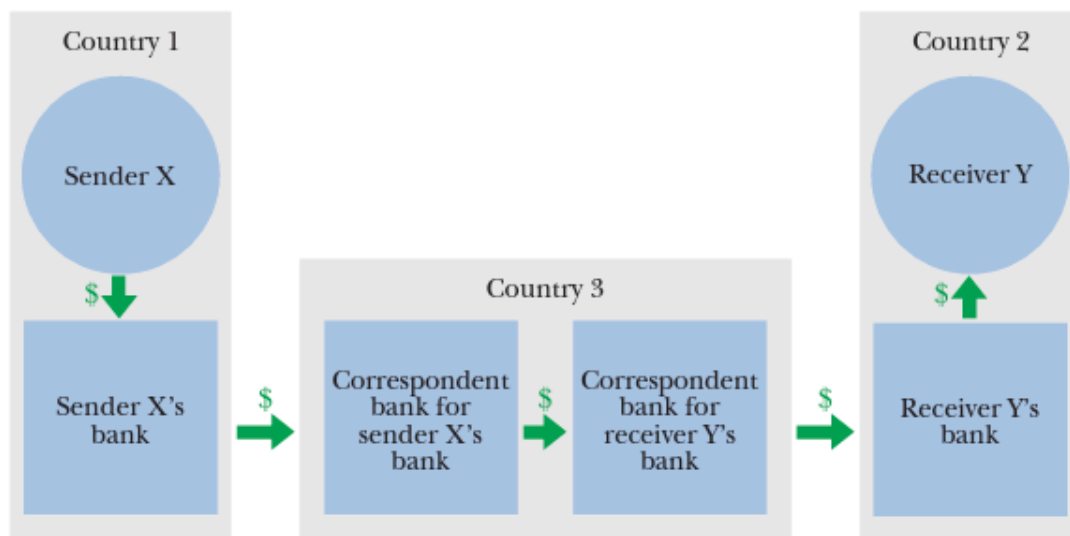 Country 1
Sender X
$
Sender X's
bank
$
Country 3
Correspondent
bank for
sender X's
bank
$
Correspondent
bank for
receiver Y's
bank
$
Country 2
Receiver Y
$
Receiver Y's
bank